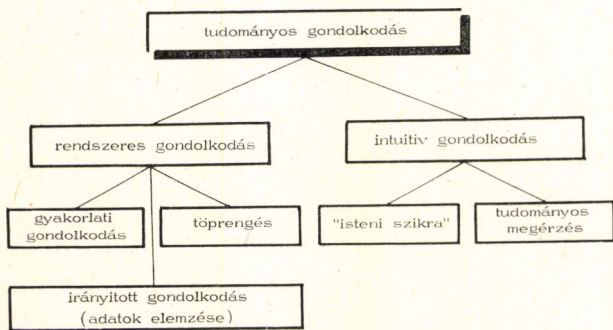 tudományos gondolkodás
rendszeres gondolkodás
intuitiv gondolkodás
gyakorlati
gondolkodás
töprengés
"isteni szikra"
tudományos
megérzés
irányitott gondolkodás
(adatok elemzése)